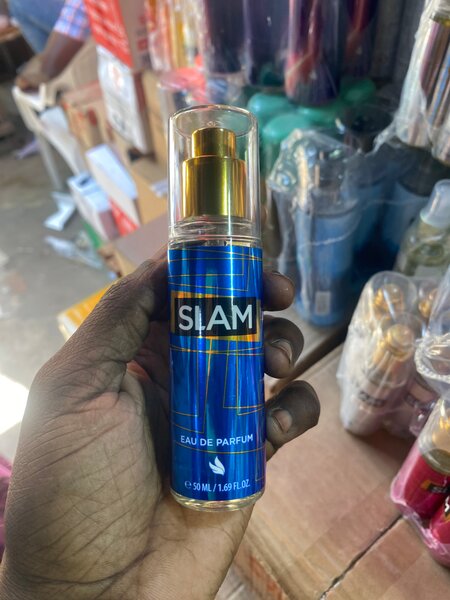 SLAM
EAU DE PARFUM
℮ 50 ML / 1.69 FL.OZ.